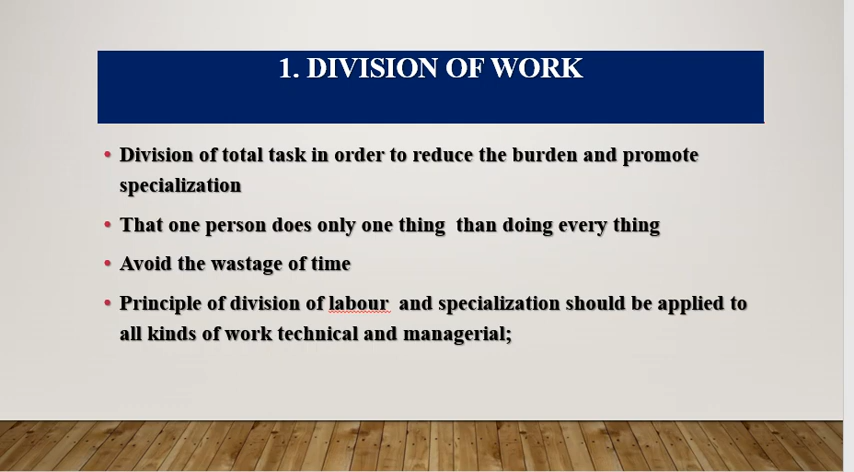 1. DIVISION OF WORK
• Division of total task in order to reduce the burden and promote
specialization
• That one person does only one thing  than doing every thing
• Avoid the wastage of time
• Principle of division of labour  and specialization should be applied to
all kinds of work technical and managerial;